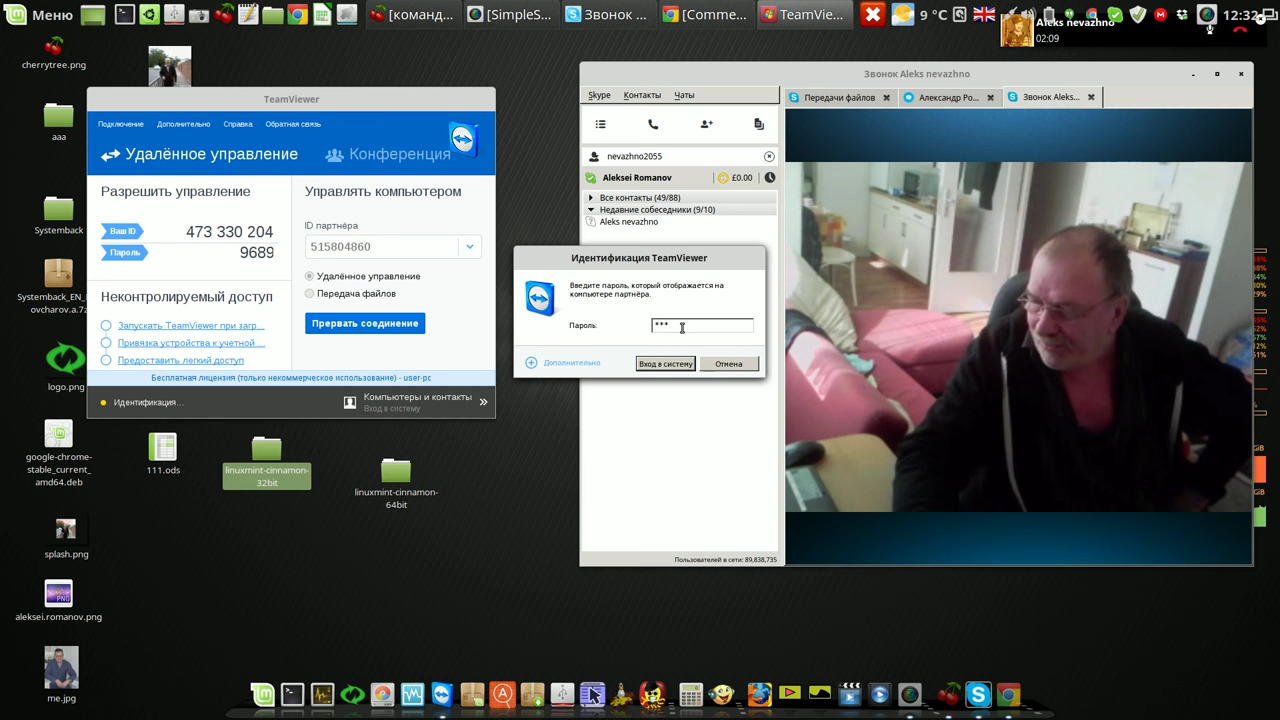 Меню
[команд...
[SimpleS...
Звонок ...
[Comme...
TeamVie...
9 °C
12:32
Aleks nevazhno
02:09
cherrytree.png
aaa
Systemback
Systemback_EN_
ovcharov.a.7z
logo.png
google-chrome-
stable_current_
amd64.deb
splash.png
aleksei.romanov.png
me.jpg
111.ods
linuxmint-cinnamon-
32bit
linuxmint-cinnamon-
64bit
TeamViewer
Подключение Дополнительно Справка Обратная связь
Удалённое управление Конференция
Разрешить управление
Ваш ID 473 330 204
Пароль 9689
Неконтролируемый доступ
Запускать TeamViewer при загр...
Привязка устройства к учетной ...
Предоставить легкий доступ
Управлять компьютером
ID партнёра
515804860
Удалённое управление
Передача файлов
Прервать соединение
Бесплатная лицензия (только некоммерческое использование) - user-pc
Идентификация...
Компьютеры и контакты
Вход в систему
Идентификация TeamViewer
Введите пароль, который отображается на
компьютере партнёра.
Пароль: ***
Дополнительно
Вход в систему
Отмена
Звонок Aleks nevazhno
Skype Контакты Чаты
Передачи файлов
Александр Ро...
Звонок Aleks...
nevazhno2055
Aleksei Romanov £0.00
Все контакты (49/88)
Недавние собеседники (9/10)
Aleks nevazhno
Пользователей в сети: 89,838,735